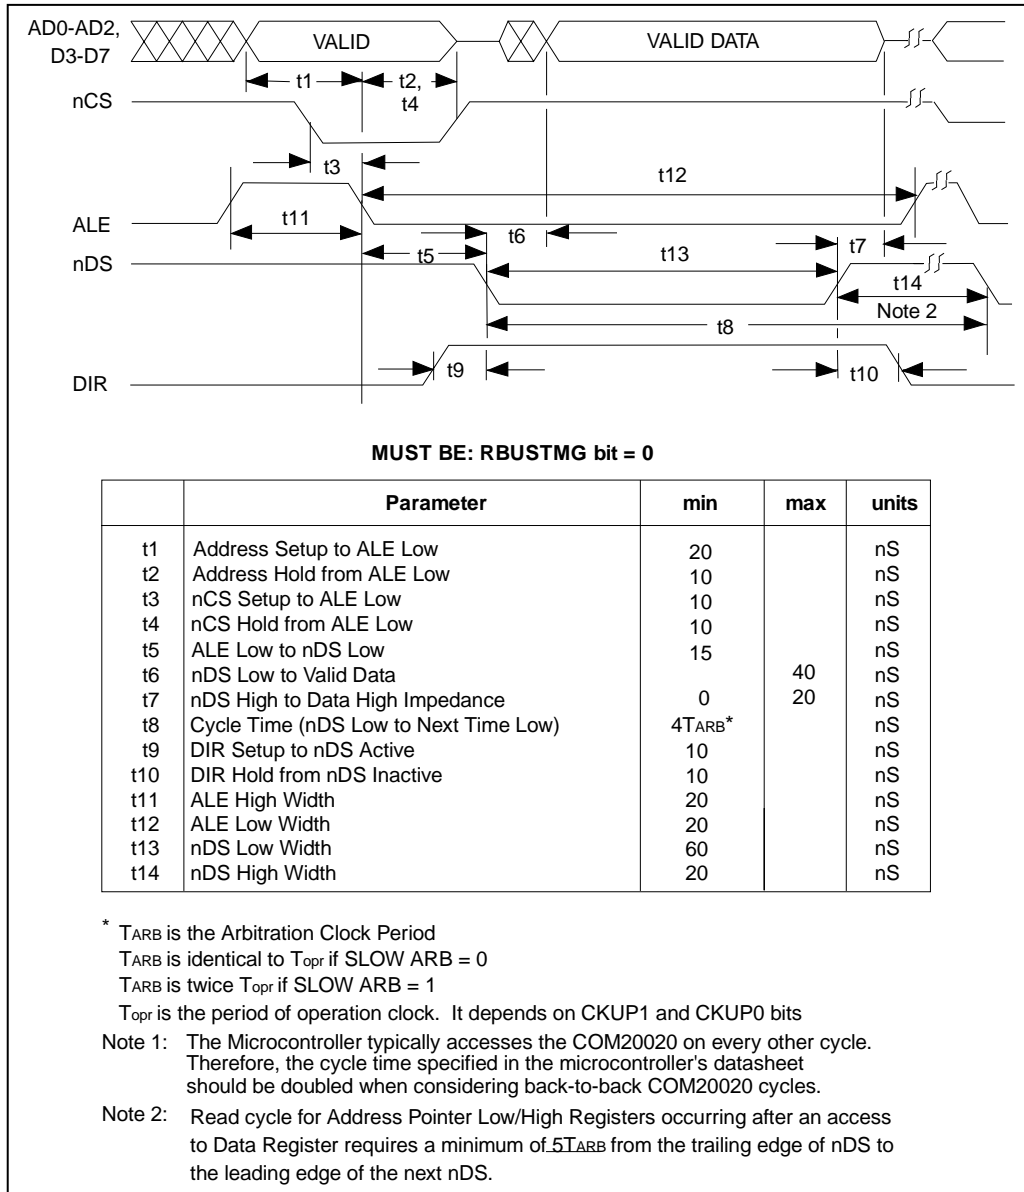 AD0-AD2,
D3-D7
VALID
VALID DATA
t1
t2,
t4
nCS
t3
t12
ALE
t11
t6
t7
nDS
t5
t13
t14
Note 2
t8
t9
t10
DIR
MUST BE: RBUSTMG bit = 0
Parameter min max units
t1 Address Setup to ALE Low 20 nS
t2 Address Hold from ALE Low 10 nS
t3 nCS Setup to ALE Low 10 nS
t4 nCS Hold from ALE Low 10 nS
t5 ALE Low to nDS Low 15 nS
t6 nDS Low to Valid Data 40 nS
t7 nDS High to Data High Impedance 0 20 nS
t8 Cycle Time (nDS Low to Next Time Low) 4TARB* nS
t9 DIR Setup to nDS Active 10 nS
t10 DIR Hold from nDS Inactive 10 nS
t11 ALE High Width 20 nS
t12 ALE Low Width 20 nS
t13 nDS Low Width 60 nS
t14 nDS High Width 20 nS
* TARB is the Arbitration Clock Period
TARB is identical to Topr if SLOW ARB = 0
TARB is twice Topr if SLOW ARB = 1
Topr is the period of operation clock. It depends on CKUP1 and CKUP0 bits
Note 1: The Microcontroller typically accesses the COM20020 on every other cycle.
Therefore, the cycle time specified in the microcontroller's datasheet
should be doubled when considering back-to-back COM20020 cycles.
Note 2: Read cycle for Address Pointer Low/High Registers occurring after an access
to Data Register requires a minimum of 5TARB from the trailing edge of nDS to
the leading edge of the next nDS.